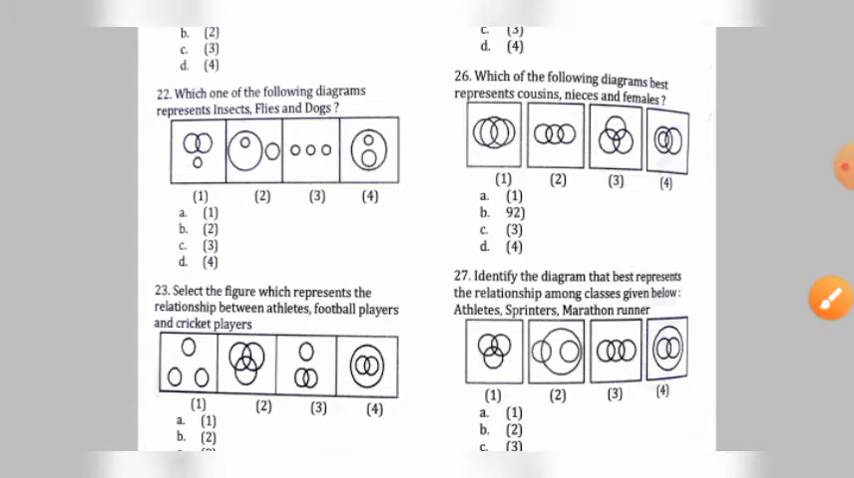 b. (2)
c. (3)
d. (4)
22. Which one of the following diagrams
represents Insects, Flies and Dogs ?
(1) (2) (3) (4)
a. (1)
b. (2)
c. (3)
d. (4)
23. Select the figure which represents the
relationship between athletes, football players
and cricket players
(1) (2) (3) (4)
a. (1)
b. (2)
c. (3)
d. (4)
26. Which of the following diagrams best
represents cousins, nieces and females ?
(1) (2) (3) (4)
a. (1)
b. 92)
c. (3)
d. (4)
27. Identify the diagram that best represents
the relationship among classes given below :
Athletes, Sprinters, Marathon runner
(1) (2) (3) (4)
a. (1)
b. (2)
c. (3)